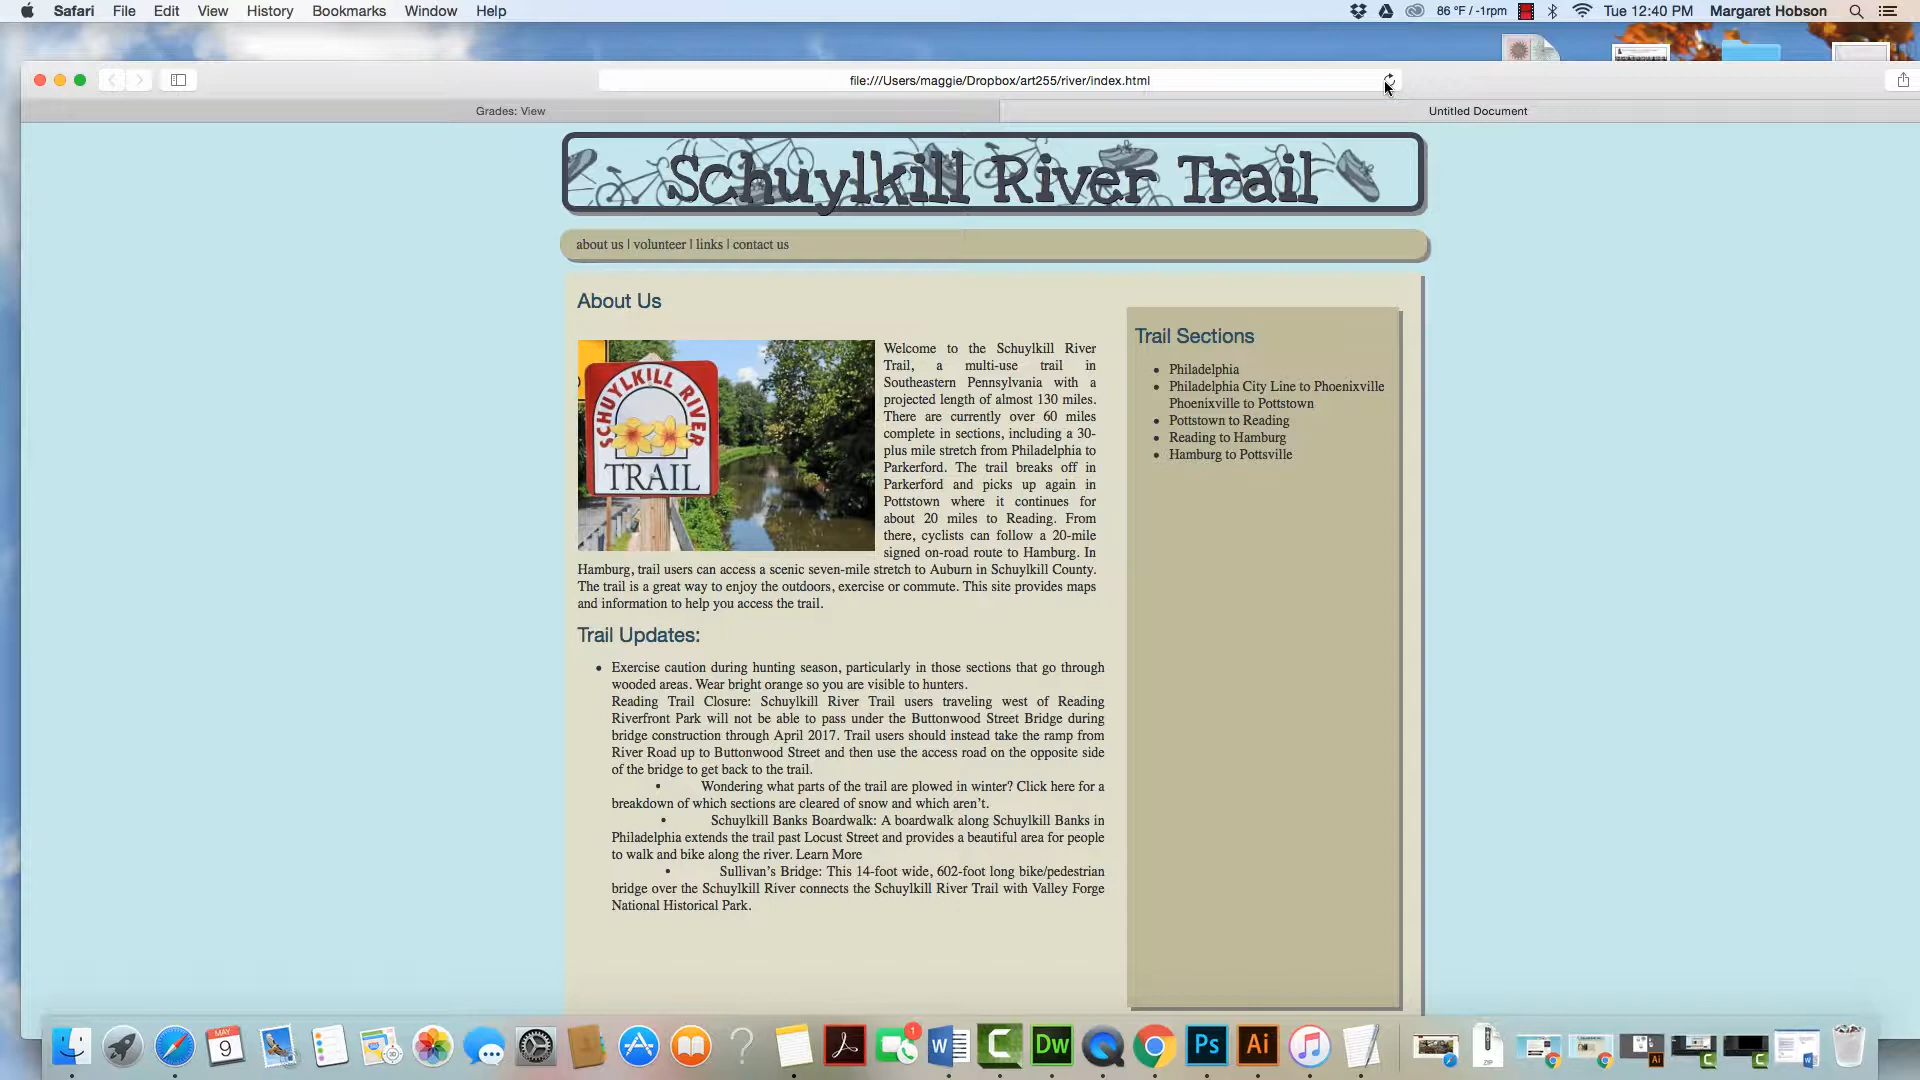 Safari File Edit View History Bookmarks Window Help 86 °F / -1rpm Tue 12:40 PM Margaret Hobson
file:///Users/maggie/Dropbox/art255/river/index.html
Grades: View
Untitled Document
Schuylkill River Trail
about us | volunteer | links | contact us
About Us
SCHUYLKILL RIVER
TRAIL
Welcome to the Schuylkill River
Trail, a multi-use trail in
Southeastern Pennsylvania with a
projected length of almost 130 miles.
There are currently over 60 miles
complete in sections, including a 30-
plus mile stretch from Philadelphia to
Parkerford. The trail breaks off in
Parkerford and picks up again in
Pottstown where it continues for
about 20 miles to Reading. From
there, cyclists can follow a 20-mile
signed on-road route to Hamburg. In
Hamburg, trail users can access a scenic seven-mile stretch to Auburn in Schuylkill County.
The trail is a great way to enjoy the outdoors, exercise or commute. This site provides maps
and information to help you access the trail.
Trail Updates:
• Exercise caution during hunting season, particularly in those sections that go through
wooded areas. Wear bright orange so you are visible to hunters.
Reading Trail Closure: Schuylkill River Trail users traveling west of Reading
Riverfront Park will not be able to pass under the Buttonwood Street Bridge during
bridge construction through April 2017. Trail users should instead take the ramp from
River Road up to Buttonwood Street and then use the access road on the opposite side
of the bridge to get back to the trail.
• Wondering what parts of the trail are plowed in winter? Click here for a
breakdown of which sections are cleared of snow and which aren't.
• Schuylkill Banks Boardwalk: A boardwalk along Schuylkill Banks in
Philadelphia extends the trail past Locust Street and provides a beautiful area for people
to walk and bike along the river. Learn More
• Sullivan's Bridge: This 14-foot wide, 602-foot long bike/pedestrian
bridge over the Schuylkill River connects the Schuylkill River Trail with Valley Forge
National Historical Park.
Trail Sections
• Philadelphia
• Philadelphia City Line to Phoenixville
Phoenixville to Pottstown
• Pottstown to Reading
• Reading to Hamburg
• Hamburg to Pottsville
MAY
9
?
1
W
C
Dw
Ps
Ai
ZIP